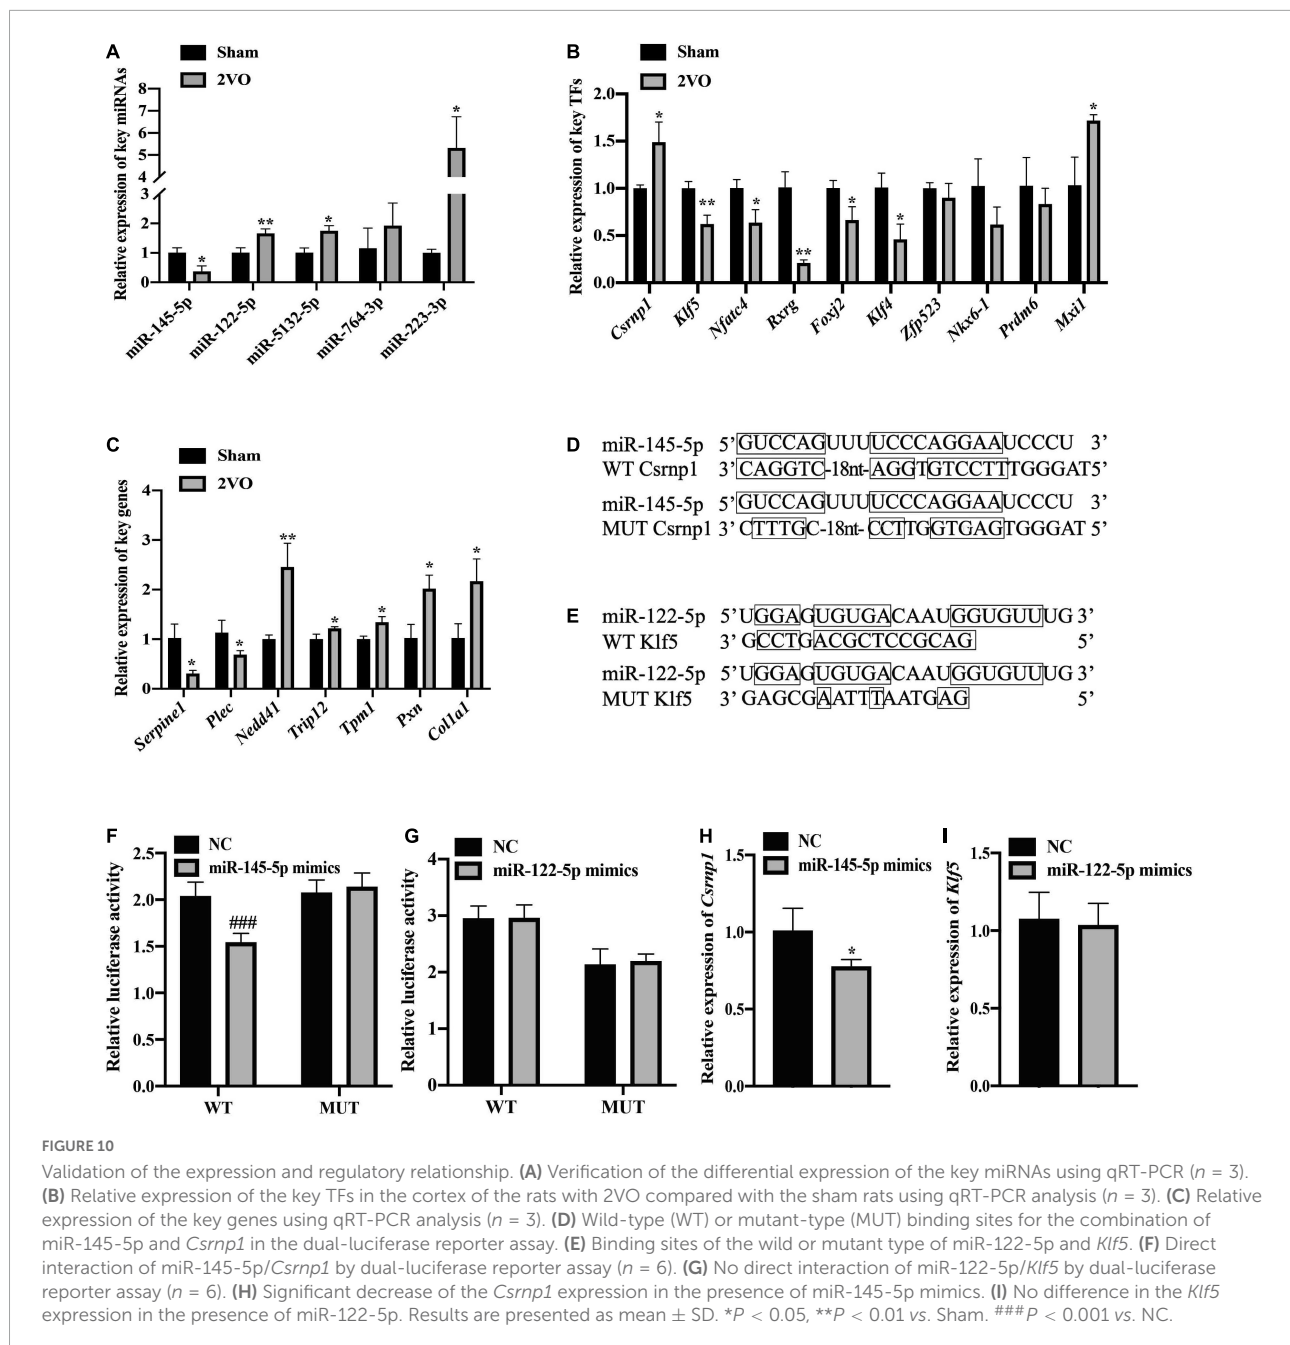 A
Sham
2VO
Relative expression of key miRNAs
8
7
6
5
4
3
2
1
0
*
**
*
*
miR-145-5p
miR-122-5p
miR-5132-5p
miR-764-3p
miR-223-3p
B
Sham
2VO
Relative expression of key TFs
2.0
1.5
1.0
0.5
0.0
*
**
*
**
*
*
*
Csrnp1
Klf5
Nfatc4
Rxrg
Foxj2
Klf4
Zfp523
Nkx6-1
Prdm6
Mxi1
C
Sham
2VO
Relative expression of key genes
4
3
2
1
0
*
*
**
*
*
*
*
Serpine1
Plec
Nedd41
Trip12
Tpm1
Pxn
Col1a1
D
miR-145-5p 5’GUCCAGUUUUCCCAGGAAUCCCU 3’
WT Csrnp1 3’CAGGTC-18nt-AGGTGTCCTTTGGGAT5’
miR-145-5p 5’GUCCAGUUUUCCCAGGAAUCCCU 3’
MUT Csrnp1 3’CTTTGC-18nt-CCTTGGTGAGTGGGAT 5’
E
miR-122-5p 5’UGGAGUGUGACAAUGGUGUUUG3’
WT Klf5 3’ GCCTGACGCTCCGCAG 5’
miR-122-5p 5’UGGAGUGUGACAAUGGUGUUUG3’
MUT Klf5 3’ GAGCGAATTTAATGAG 5’
F
NC
miR-145-5p mimics
Relative luciferase activity
2.5
2.0
1.5
1.0
0.5
0.0
###
WT MUT
G
NC
miR-122-5p mimics
Relative luciferase activity
4
3
2
1
0
WT MUT
H
NC
miR-145-5p mimics
Relative expression of Csrnp1
1.5
1.0
0.5
0.0
*
I
NC
miR-122-5p mimics
Relative expression of Klf5
1.5
1.0
0.5
0.0
FIGURE 10
Validation of the expression and regulatory relationship. (A) Verification of the differential expression of the key miRNAs using qRT-PCR (n = 3).
(B) Relative expression of the key TFs in the cortex of the rats with 2VO compared with the sham rats using qRT-PCR analysis (n = 3). (C) Relative
expression of the key genes using qRT-PCR analysis (n = 3). (D) Wild-type (WT) or mutant-type (MUT) binding sites for the combination of
miR-145-5p and Csrnp1 in the dual-luciferase reporter assay. (E) Binding sites of the wild or mutant type of miR-122-5p and Klf5. (F) Direct
interaction of miR-145-5p/Csrnp1 by dual-luciferase reporter assay (n = 6). (G) No direct interaction of miR-122-5p/Klf5 by dual-luciferase
reporter assay (n = 6). (H) Significant decrease of the Csrnp1 expression in the presence of miR-145-5p mimics. (I) No difference in the Klf5
expression in the presence of miR-122-5p. Results are presented as mean ± SD. *P < 0.05, **P < 0.01 vs. Sham. ###P < 0.001 vs. NC.